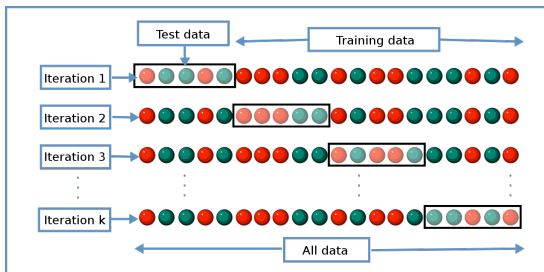 Test data
Training data
Iteration 1
Iteration 2
Iteration 3
Iteration k
All data